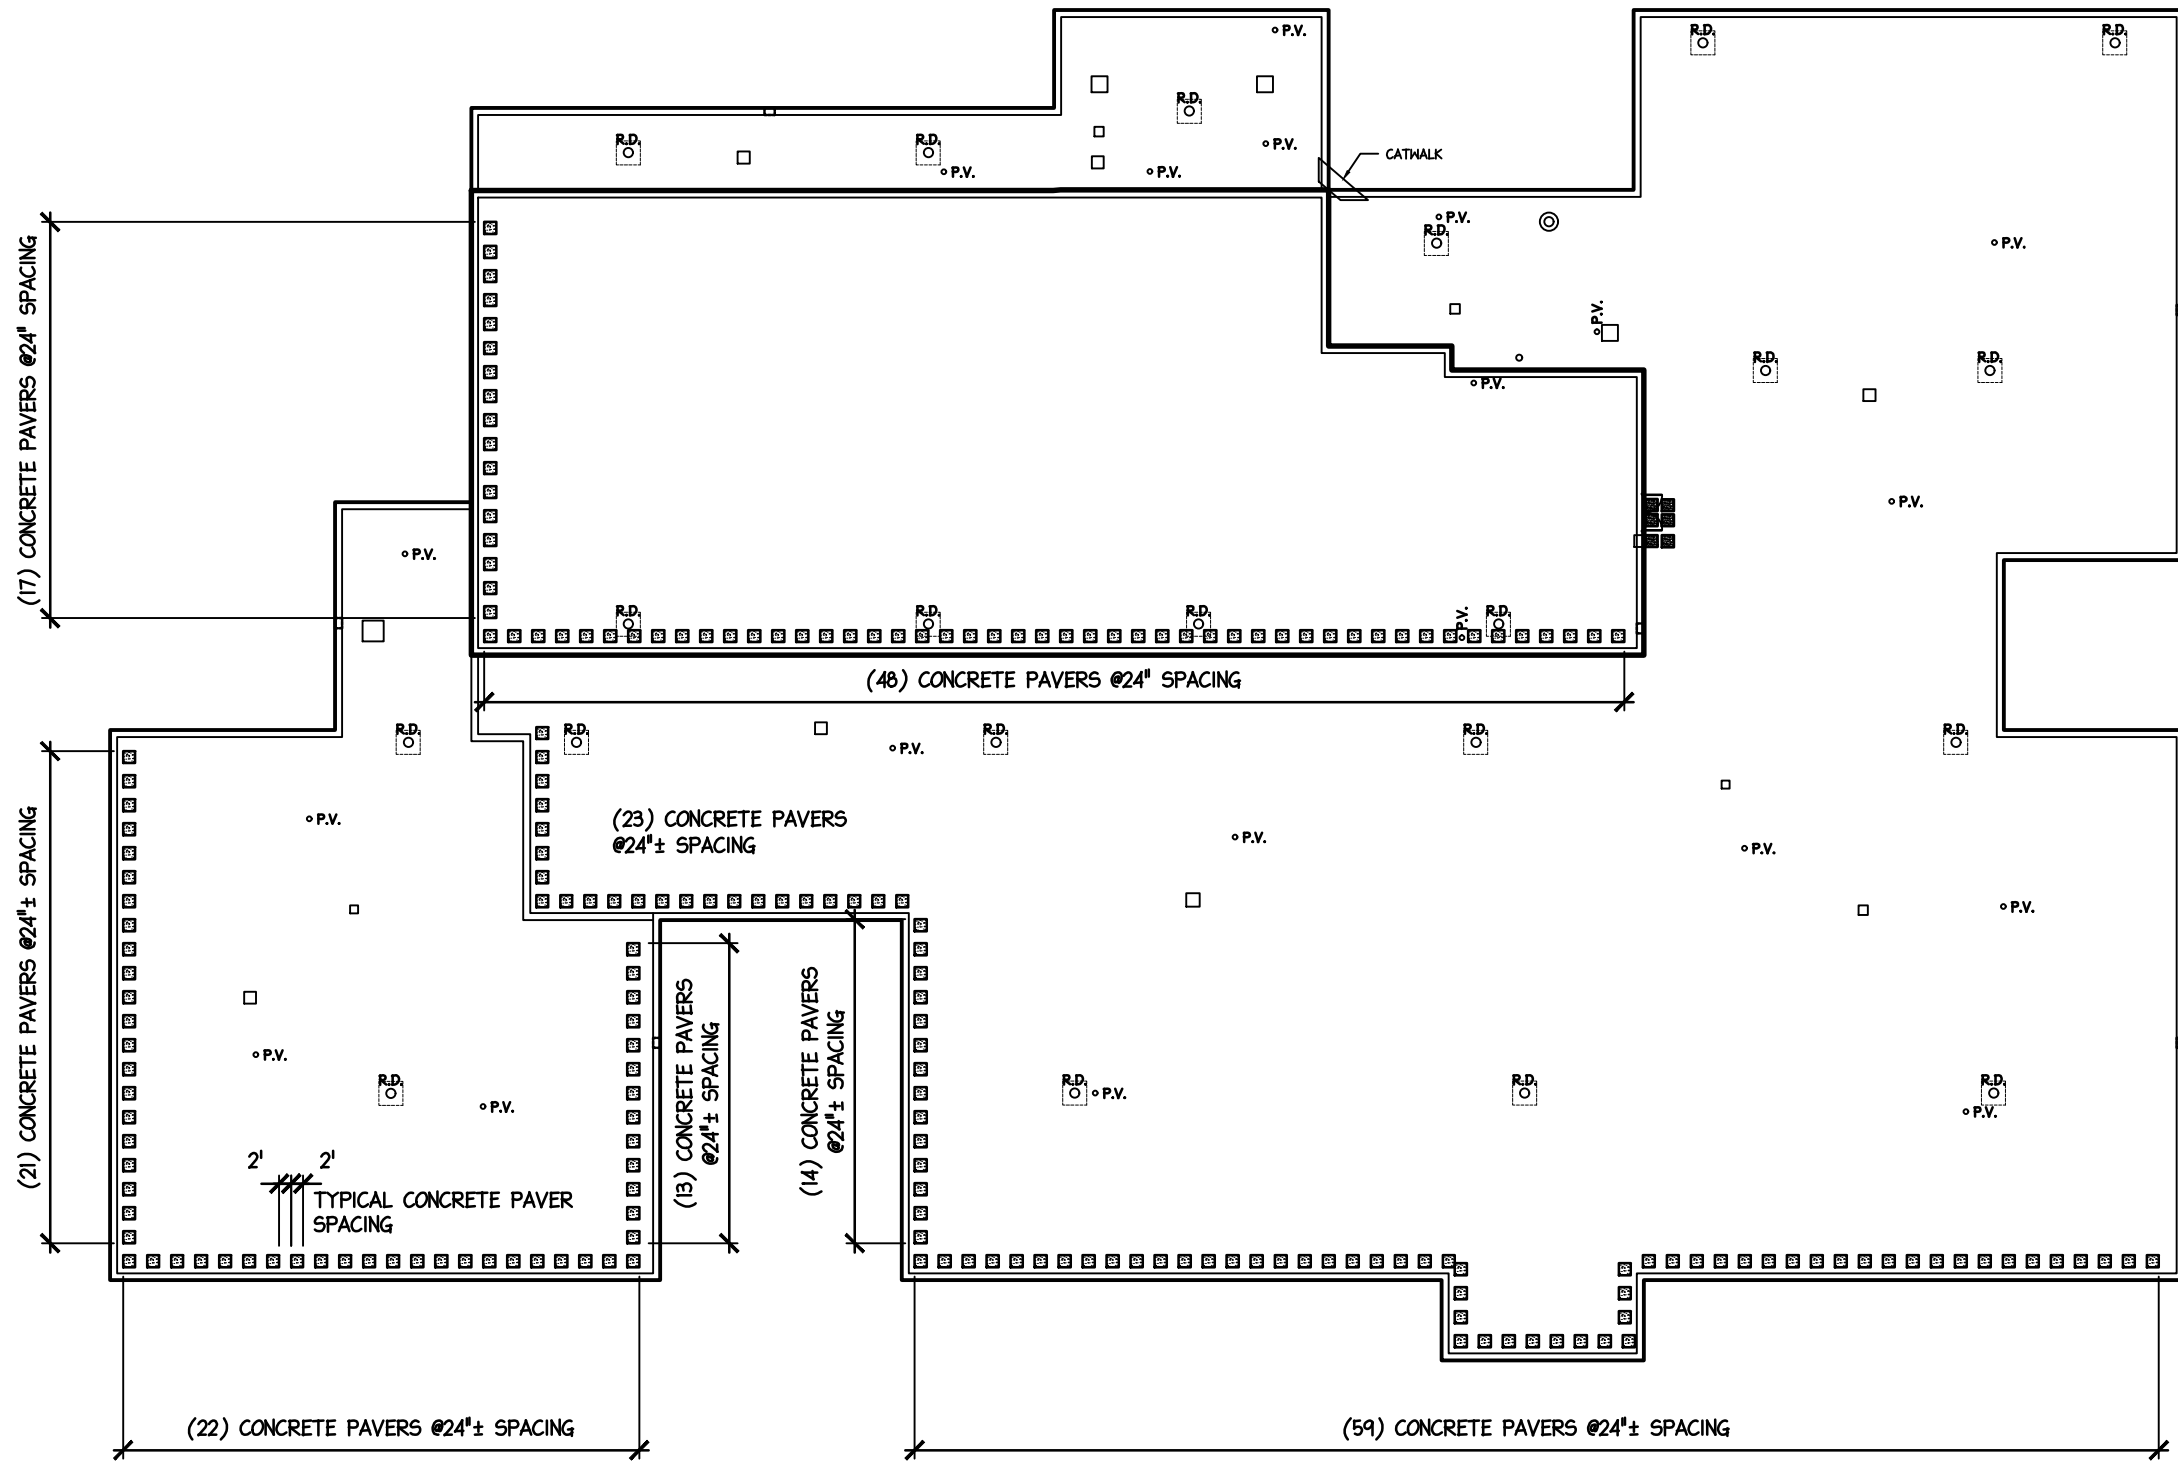 P.V.
R.D.
R.D.
R.D.
R.D.
R.D.
P.V.
CATWALK
P.V.
R.D.
P.V.
P.V.
P.V.
R.D.
P.V.
P.V.
R.D.
R.D.
P.V.
(17) CONCRETE PAVERS @24" SPACING
P.V.
P.V.
R.D.
R.D.
R.D.
P.V.
R.D.
(48) CONCRETE PAVERS @24" SPACING
R.D.
R.D.
R.D.
R.D.
R.D.
P.V.
P.V.
(23) CONCRETE PAVERS
@24"± SPACING
P.V.
P.V.
P.V.
(21) CONCRETE PAVERS @24"± SPACING
P.V.
R.D.
P.V.
(13) CONCRETE PAVERS
@24"± SPACING
(14) CONCRETE PAVERS
@24"± SPACING
R.D.
P.V.
R.D.
R.D.
P.V.
2' 2'
TYPICAL CONCRETE PAVER
SPACING
(22) CONCRETE PAVERS @24"± SPACING
(59) CONCRETE PAVERS @24"± SPACING